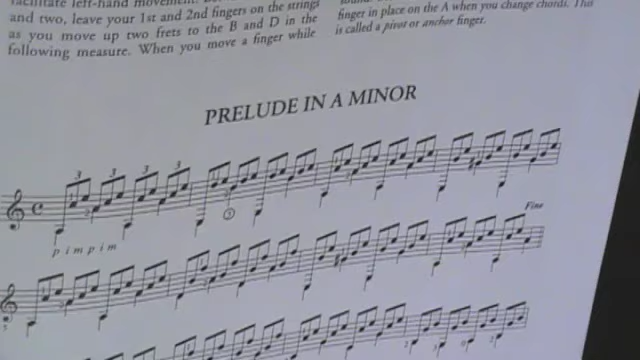 facilitate left-hand movement.
and two, leave your 1st and 2nd fingers on the strings
as you move up two frets to the B and D in the
following measure. When you move a finger while
finger in place on the A when you change chords. This
is called a pivot or anchor finger.
PRELUDE IN A MINOR
3 3 3 3
p i m p i m
Fine